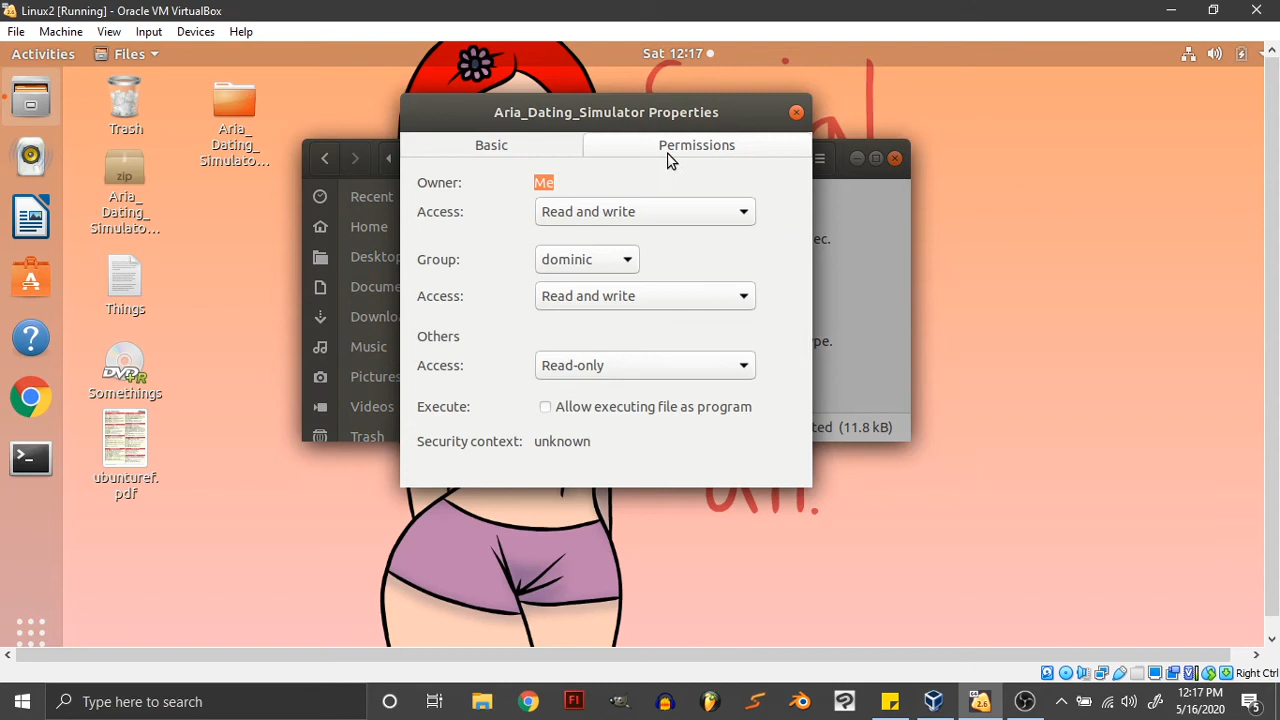 Linux2 [Running] - Oracle VM VirtualBox
File Machine View Input Devices Help
Activities Files Sat 12:17
Trash
Aria_
Dating_
Simulato...
zip
Aria_
Dating_
Simulato...
Things
DVD+R
Somethings
ubunturef.
pdf
Aria_Dating_Simulator Properties
Basic Permissions
Owner: Me
Access: Read and write
Group: dominic
Access: Read and write
Others
Access: Read-only
Execute: Allow executing file as program
Security context: unknown
Recent
Home
Desktop
Docume
Downlo
Music
Pictures
Videos
Trash
ec.
pe.
ted (11.8 kB)
Right Ctrl
Type here to search
12:17 PM
5/16/2020
5